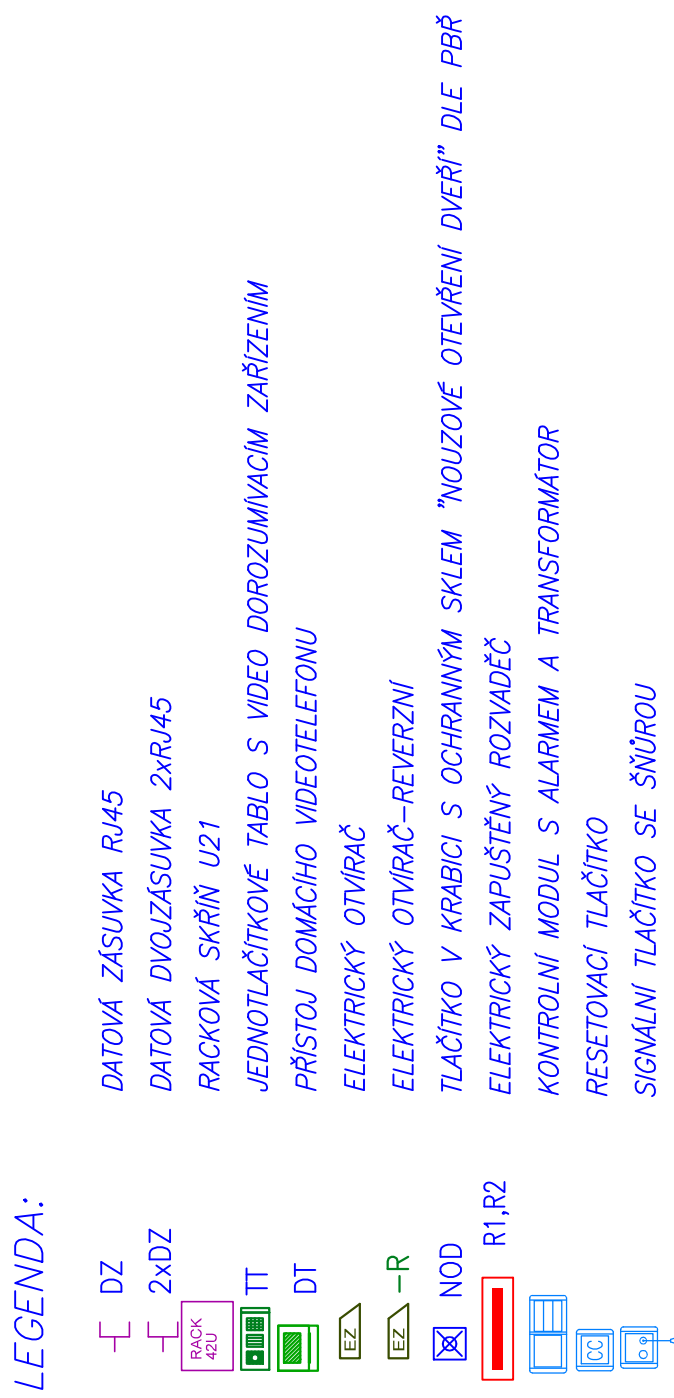 LEGENDA:
DZ DATOVÁ ZÁSUVKA RJ45
2xDZ DATOVÁ DVOJZÁSUVKA 2xRJ45
RACK
42U
RACKOVÁ SKŘÍŇ U21
TT JEDNOTLAČÍTKOVÉ TABLO S VIDEO DOROZUMÍVACÍM ZAŘÍZENÍM
DT PŘÍSTOJ DOMÁCÍHO VIDEOTELEFONU
EZ ELEKTRICKÝ OTVÍRAČ
EZ -R ELEKTRICKÝ OTVÍRAČ-REVERZNÍ
NOD TLAČÍTKO V KRABICI S OCHRANNÝM SKLEM "NOUZOVÉ OTEVŘENÍ DVEŘÍ" DLE PBŘ
R1,R2 ELEKTRICKÝ ZAPUŠTĚNÝ ROZVADĚČ
KONTROLNÍ MODUL S ALARMEM A TRANSFORMÁTOR
CC RESETOVACÍ TLAČÍTKO
SIGNÁLNÍ TLAČÍTKO SE ŠŇŮROU